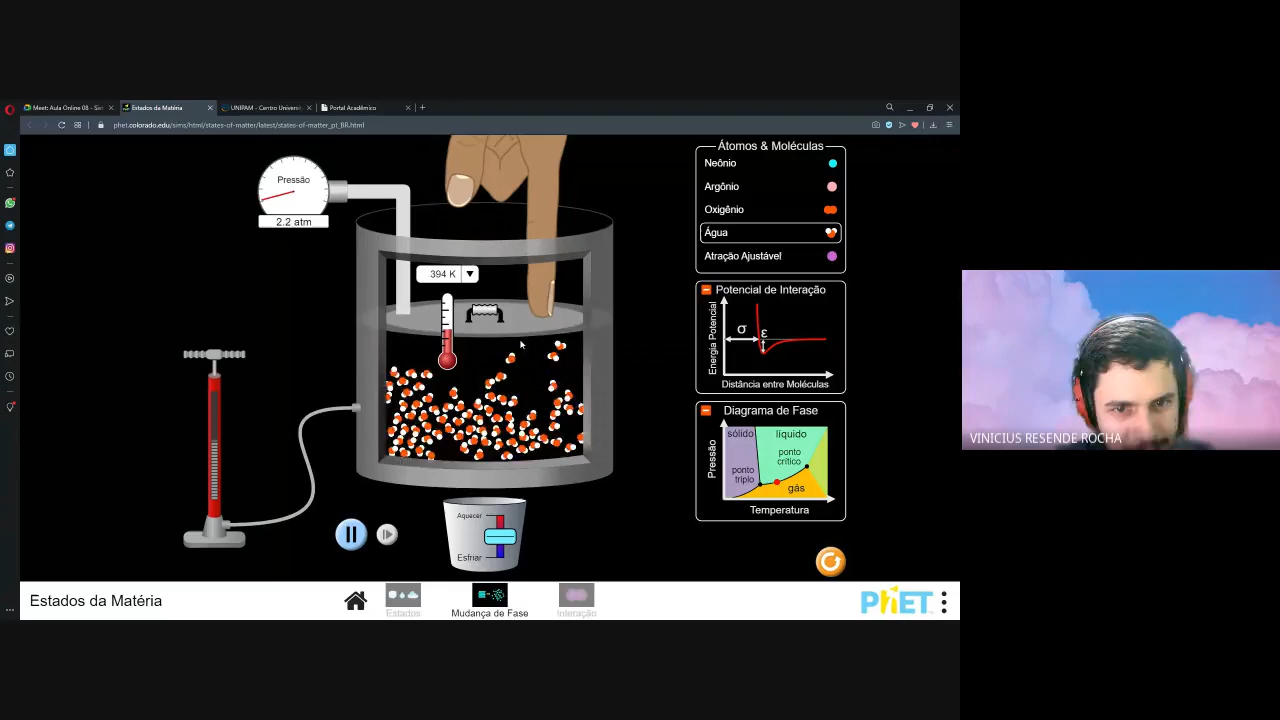 Meet: Aula Online 08 - Sim
Estados da Matéria
UNIPAM - Centro Universit
Portal Acadêmico
phet.colorado.edu/sims/html/states-of-matter/latest/states-of-matter_pt_BR.html
Pressão
2.2 atm
394 K
Aquecer
Esfriar
Átomos & Moléculas
Neônio
Argônio
Oxigênio
Água
Atração Ajustável
Potencial de Interação
Energia Potencial
σ
ε
Distância entre Moléculas
Diagrama de Fase
Pressão
sólido
líquido
ponto
crítico
ponto
triplo
gás
Temperatura
VINICIUS RESENDE ROCHA
Estados da Matéria
Estados
Mudança de Fase
Interação
PhET